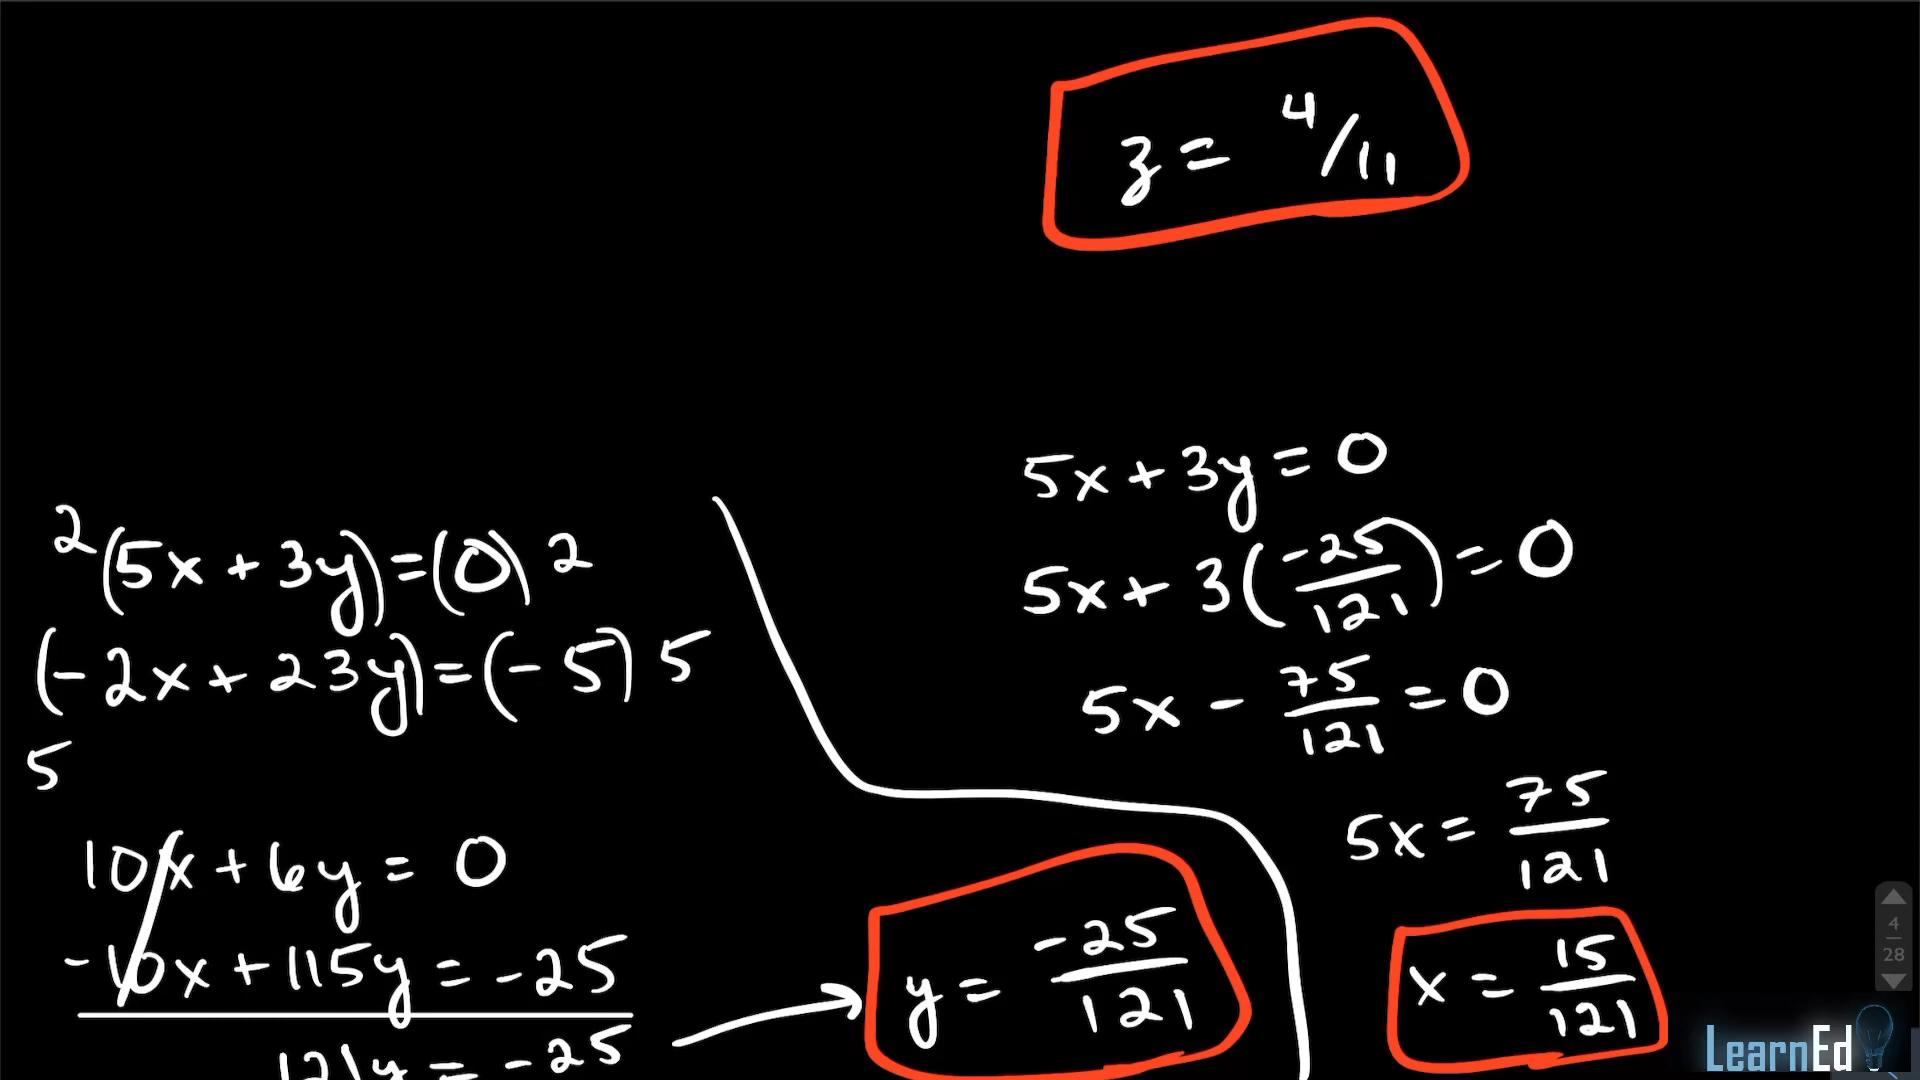 z = 4/11
2(5x + 3y) = (0)2
(-2x + 23y) = (-5)5
5
10x + 6y = 0
-10x + 115y = -25
121y = -25
y = -25/121
5x + 3y = 0
5x + 3(-25/121) = 0
5x - 75/121 = 0
5x = 75/121
x = 15/121
4
28
LearnEd